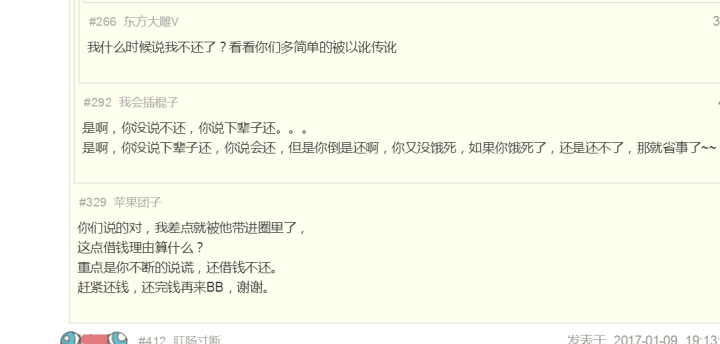 #266 东方大雕V
我什么时候说我不还了？看看你们多简单的被以讹传讹
#292 我会插棍子
是啊，你没说不还，你说下辈子还。。。
是啊，你没说下辈子还，你说会还，但是你倒是还啊，你又没饿死，如果你饿死了，还是还不了，那就省事了~~
#329 苹果团子
你们说的对，我差点就被他带进圈里了，
这点借钱理由算什么？
重点是你不断的说谎，还借钱不还。
赶紧还钱，还完钱再来BB，谢谢。
#412 肛肠寸断
发表于 2017-01-09 19:13: